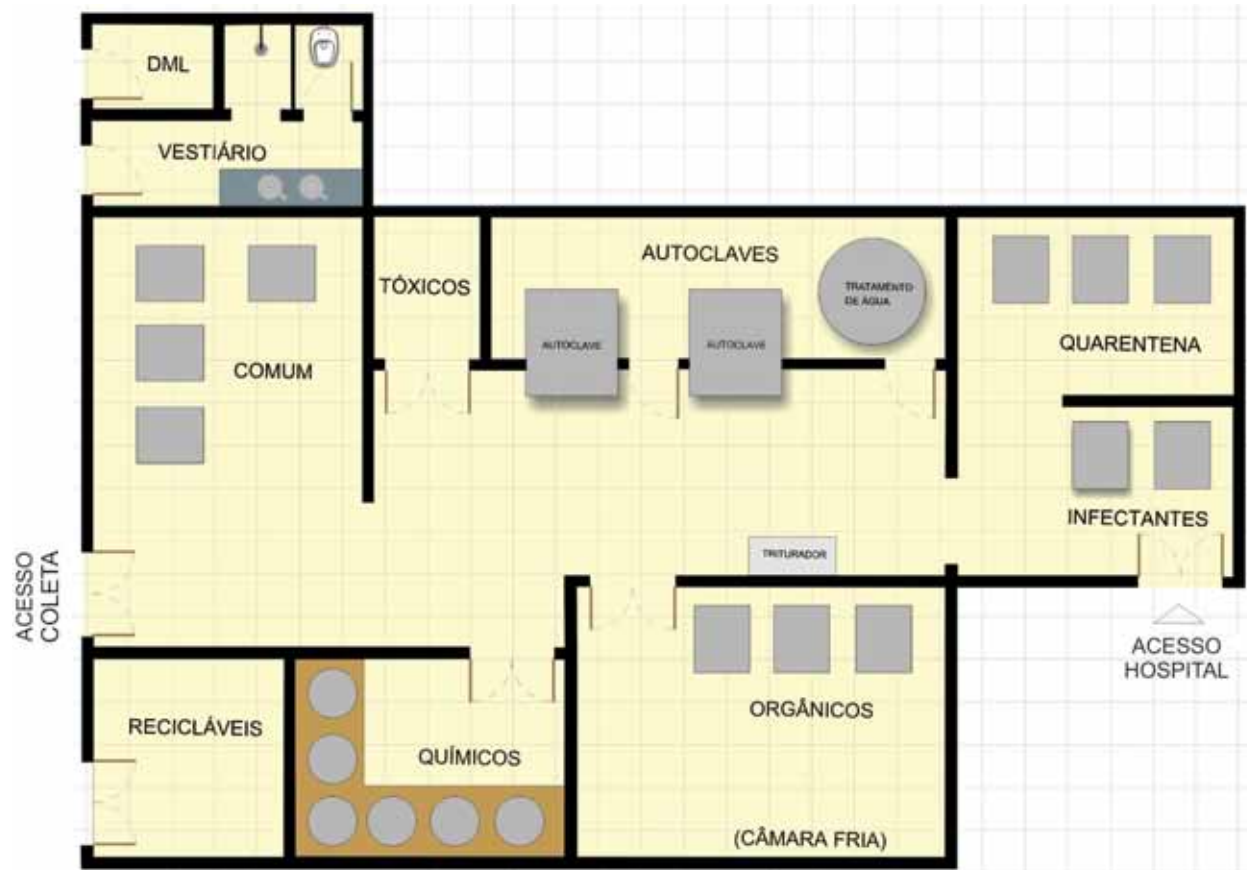 DML
VESTIÁRIO
AUTOCLAVES
TÓXICOS
TRATAMENTO
DE ÁGUA
AUTOCLAVE
AUTOCLAVE
QUARENTENA
COMUM
INFECTANTES
TRITURADOR
ACESSO
COLETA
ACESSO
HOSPITAL
RECICLÁVEIS
QUÍMICOS
ORGÂNICOS
(CÂMARA FRIA)